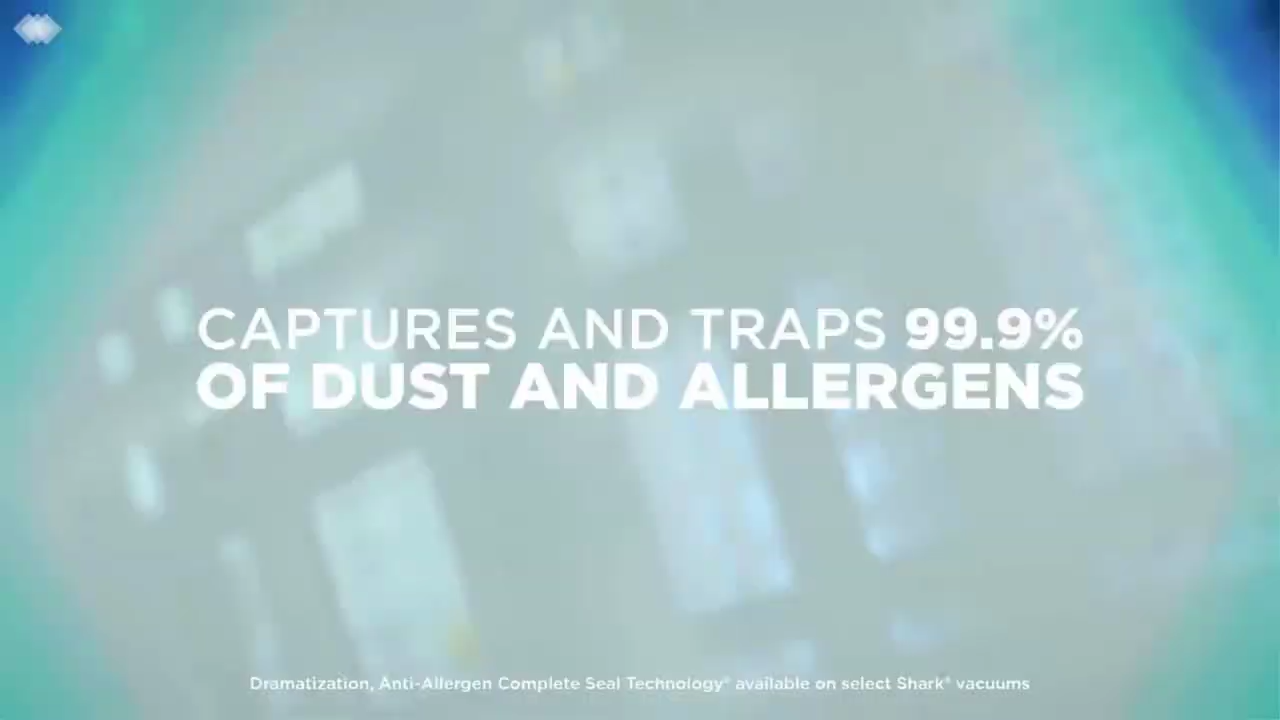 CAPTURES AND TRAPS 99.9%
OF DUST AND ALLERGENS
Dramatization, Anti-Allergen Complete Seal Technology® available on select Shark® vacuums